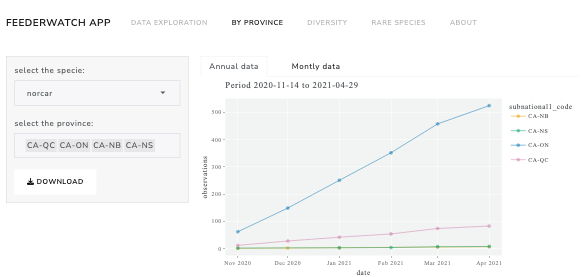 FEEDERWATCH APP
DATA EXPLORATION
BY PROVINCE
DIVERSITY
RARE SPECIES
ABOUT
select the specie:
norcar
select the province:
CA-QC CA-ON CA-NB CA-NS
DOWNLOAD
Annual data
Montly data
Period 2020-11-14 to 2021-04-29
observations
500
400
300
200
100
0
Nov 2020
Dec 2020
Jan 2021
Feb 2021
Mar 2021
Apr 2021
date
subnational1_code
CA-NB
CA-NS
CA-ON
CA-QC